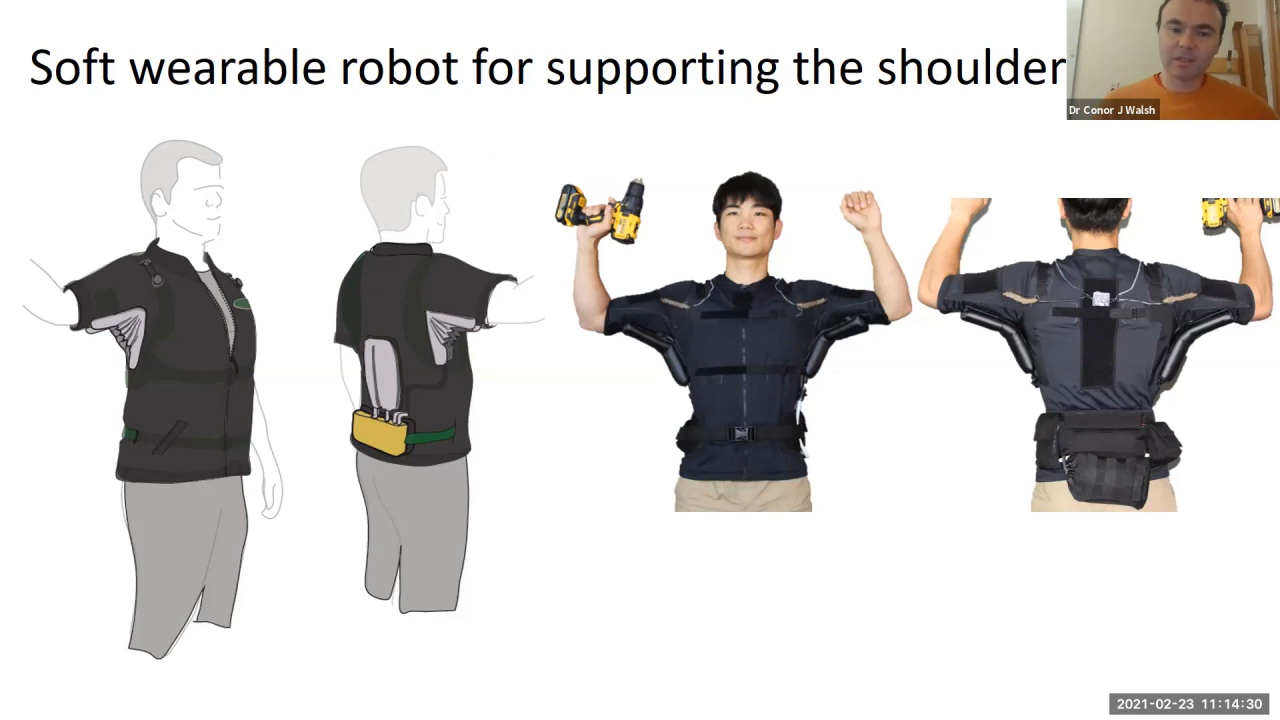 Soft wearable robot for supporting the shoulder
Dr Conor J Walsh
2021-02-23 11:14:30